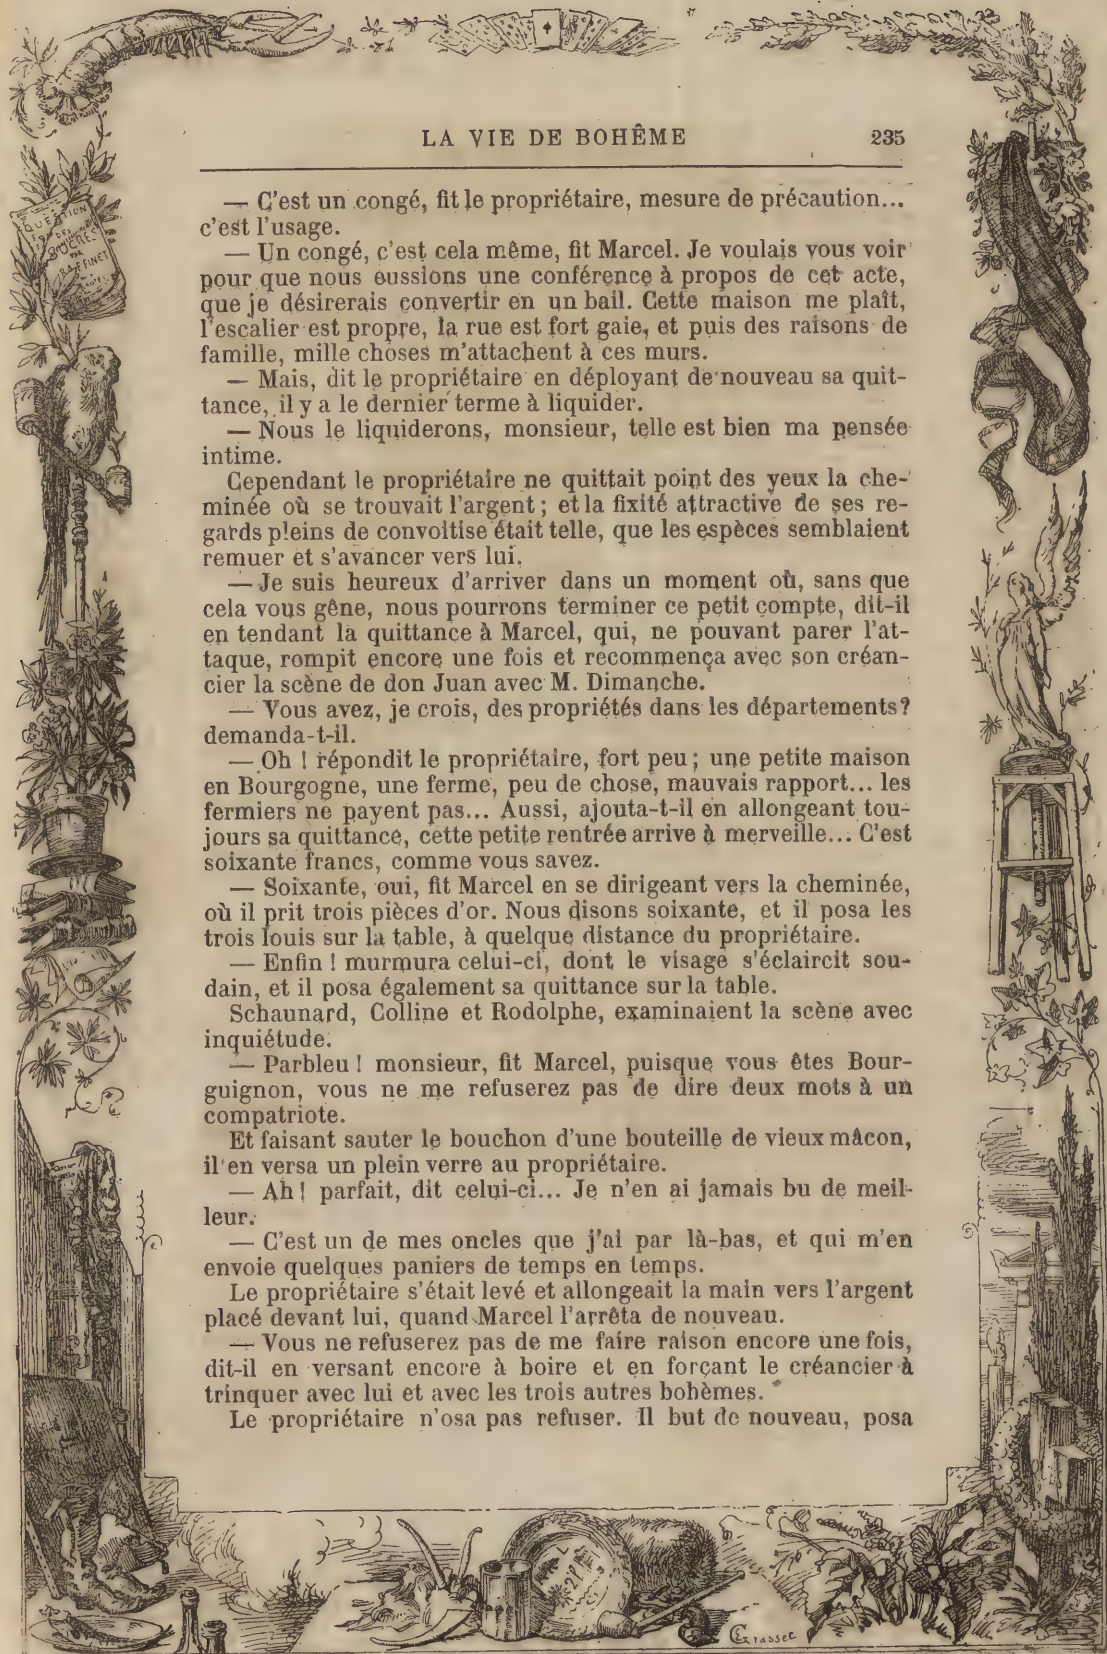 LA VIE DE BOHÊME 235
— C'est un congé, fit le propriétaire, mesure de précaution...
c'est l'usage.
— Un congé, c'est cela même, fit Marcel. Je voulais vous voir
pour que nous eussions une conférence à propos de cet acte,
que je désirerais convertir en un bail. Cette maison me plaît,
l'escalier est propre, la rue est fort gaie, et puis des raisons de
famille, mille choses m'attachent à ces murs.
— Mais, dit le propriétaire en déployant de nouveau sa quit-
tance, il y a le dernier terme à liquider.
— Nous le liquiderons, monsieur, telle est bien ma pensée
intime.
Cependant le propriétaire ne quittait point des yeux la che-
minée où se trouvait l'argent ; et la fixité attractive de ses re-
gards pleins de convoitise était telle, que les espèces semblaient
remuer et s'avancer vers lui.
— Je suis heureux d'arriver dans un moment où, sans que
cela vous gêne, nous pourrons terminer ce petit compte, dit-il
en tendant la quittance à Marcel, qui, ne pouvant parer l'at-
taque, rompit encore une fois et recommença avec son créan-
cier la scène de don Juan avec M. Dimanche.
— Vous avez, je crois, des propriétés dans les départements?
demanda-t-il.
— Oh ! répondit le propriétaire, fort peu ; une petite maison
en Bourgogne, une ferme, peu de chose, mauvais rapport... les
fermiers ne payent pas... Aussi, ajouta-t-il en allongeant tou-
jours sa quittance, cette petite rentrée arrive à merveille... C'est
soixante francs, comme vous savez.
— Soixante, oui, fit Marcel en se dirigeant vers la cheminée,
où il prit trois pièces d'or. Nous disons soixante, et il posa les
trois louis sur la table, à quelque distance du propriétaire.
— Enfin ! murmura celui-ci, dont le visage s'éclaircit sou-
dain, et il posa également sa quittance sur la table.
Schaunard, Colline et Rodolphe, examinaient la scène avec
inquiétude.
— Parbleu ! monsieur, fit Marcel, puisque vous êtes Bour-
guignon, vous ne me refuserez pas de dire deux mots à un
compatriote.
Et faisant sauter le bouchon d'une bouteille de vieux mâcon,
il en versa un plein verre au propriétaire.
— Ah ! parfait, dit celui-ci... Je n'en ai jamais bu de meil-
leur.
— C'est un de mes oncles que j'ai par là-bas, et qui m'en
envoie quelques paniers de temps en temps.
Le propriétaire s'était levé et allongeait la main vers l'argent
placé devant lui, quand Marcel l'arrêta de nouveau.
— Vous ne refuserez pas de me faire raison encore une fois,
dit-il en versant encore à boire et en forçant le créancier à
trinquer avec lui et avec les trois autres bohèmes.
Le propriétaire n'osa pas refuser. Il but de nouveau, posa
QUESTION
DES
SUCRES
PAR
RAFFINET
EGrasset